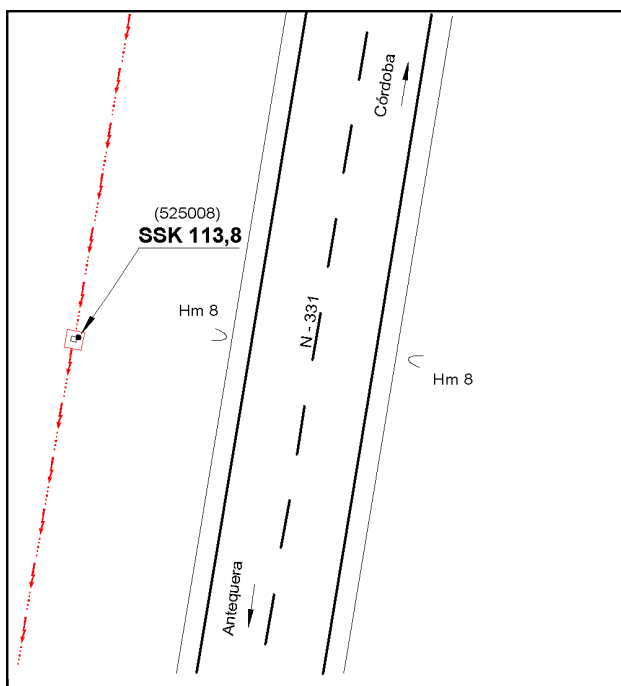 Córdoba
(525008)
SSK 113,8
Hm 8
N - 331
Hm 8
Antequera